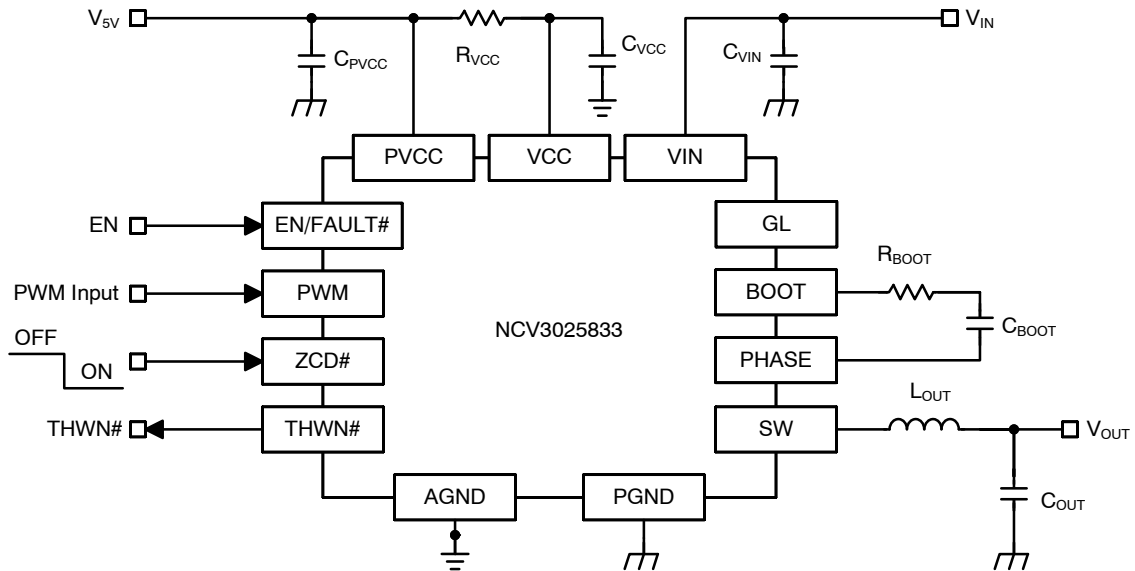 V5V
CPVCC
RVCC
CVCC
CVIN
VIN
PVCC
VCC
VIN
EN
EN/FAULT#
GL
RBOOT
PWM Input
PWM
BOOT
NCV3025833
CBOOT
OFF
ON
ZCD#
PHASE
LOUT
THWN#
THWN#
SW
VOUT
AGND
PGND
COUT